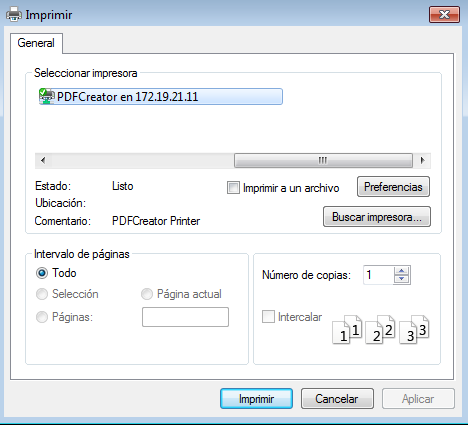 Imprimir
General
Seleccionar impresora
PDFCreator en 172.19.21.11
Estado: Listo
Imprimir a un archivo
Preferencias
Ubicación:
Comentario: PDFCreator Printer
Buscar impresora...
Intervalo de páginas
Todo
Selección
Página actual
Páginas:
Número de copias: 1
Intercalar
1 1 2 2 3 3
Imprimir
Cancelar
Aplicar